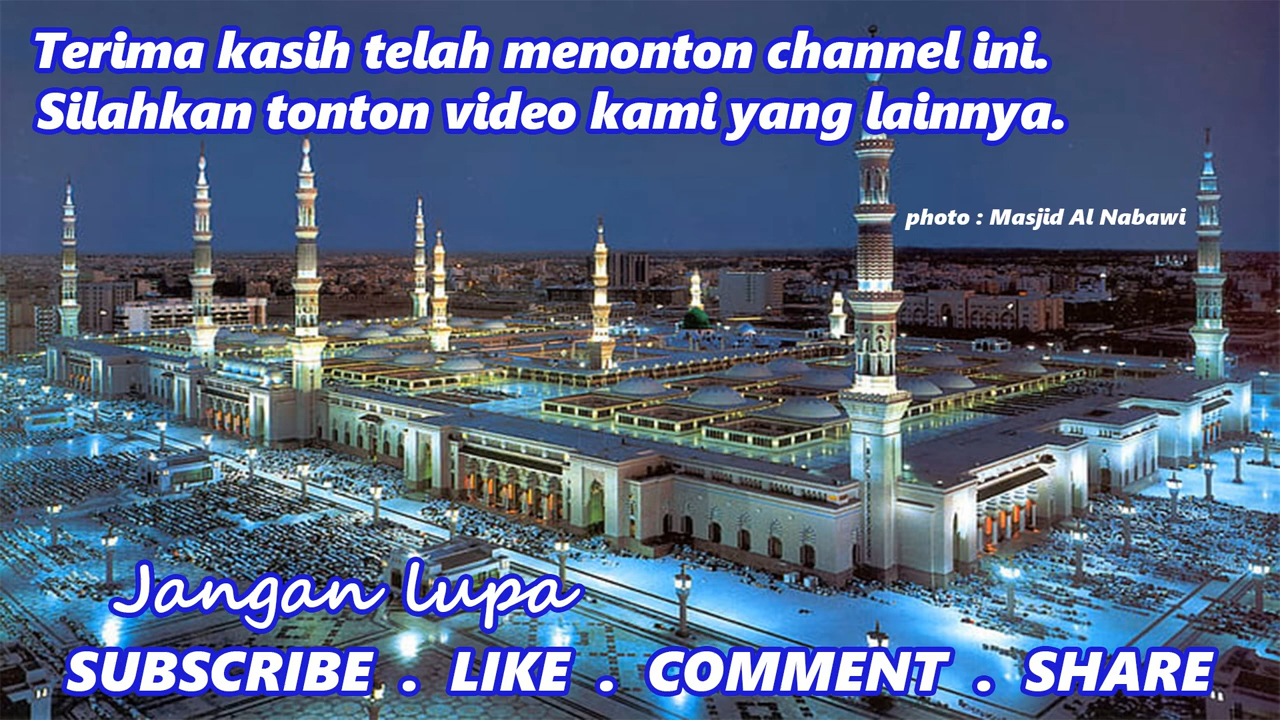 Terima kasih telah menonton channel ini.
Silahkan tonton video kami yang lainnya.
photo : Masjid Al Nabawi
Jangan lupa
SUBSCRIBE . LIKE . COMMENT . SHARE